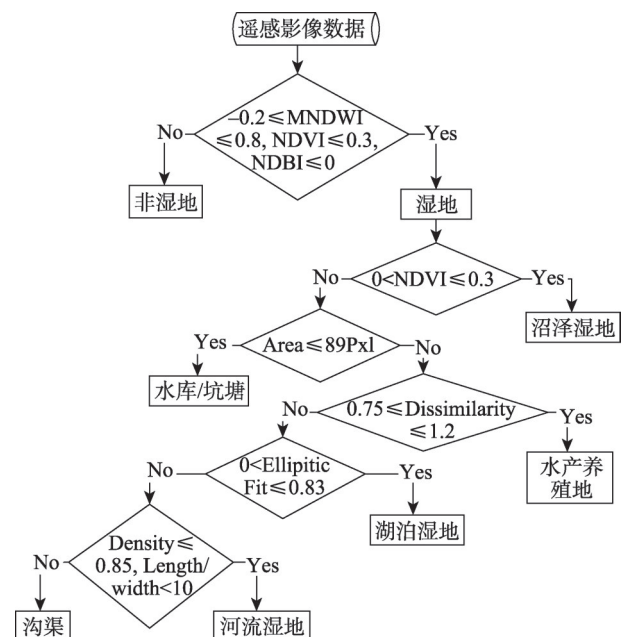 遥感影像数据
–0.2≤MNDWI
≤0.8, NDVI≤0.3,
NDBI≤0
No
Yes
非湿地
湿地
0<NDVI≤0.3
No
Yes
沼泽湿地
Area≤89Pxl
Yes
No
水库/坑塘
0.75≤Dissimilarity
≤1.2
No
Yes
水产养
殖地
0<Ellipitic
Fit≤0.83
No
Yes
湖泊湿地
Density≤
0.85, Length/
width<10
No
Yes
沟渠
河流湿地